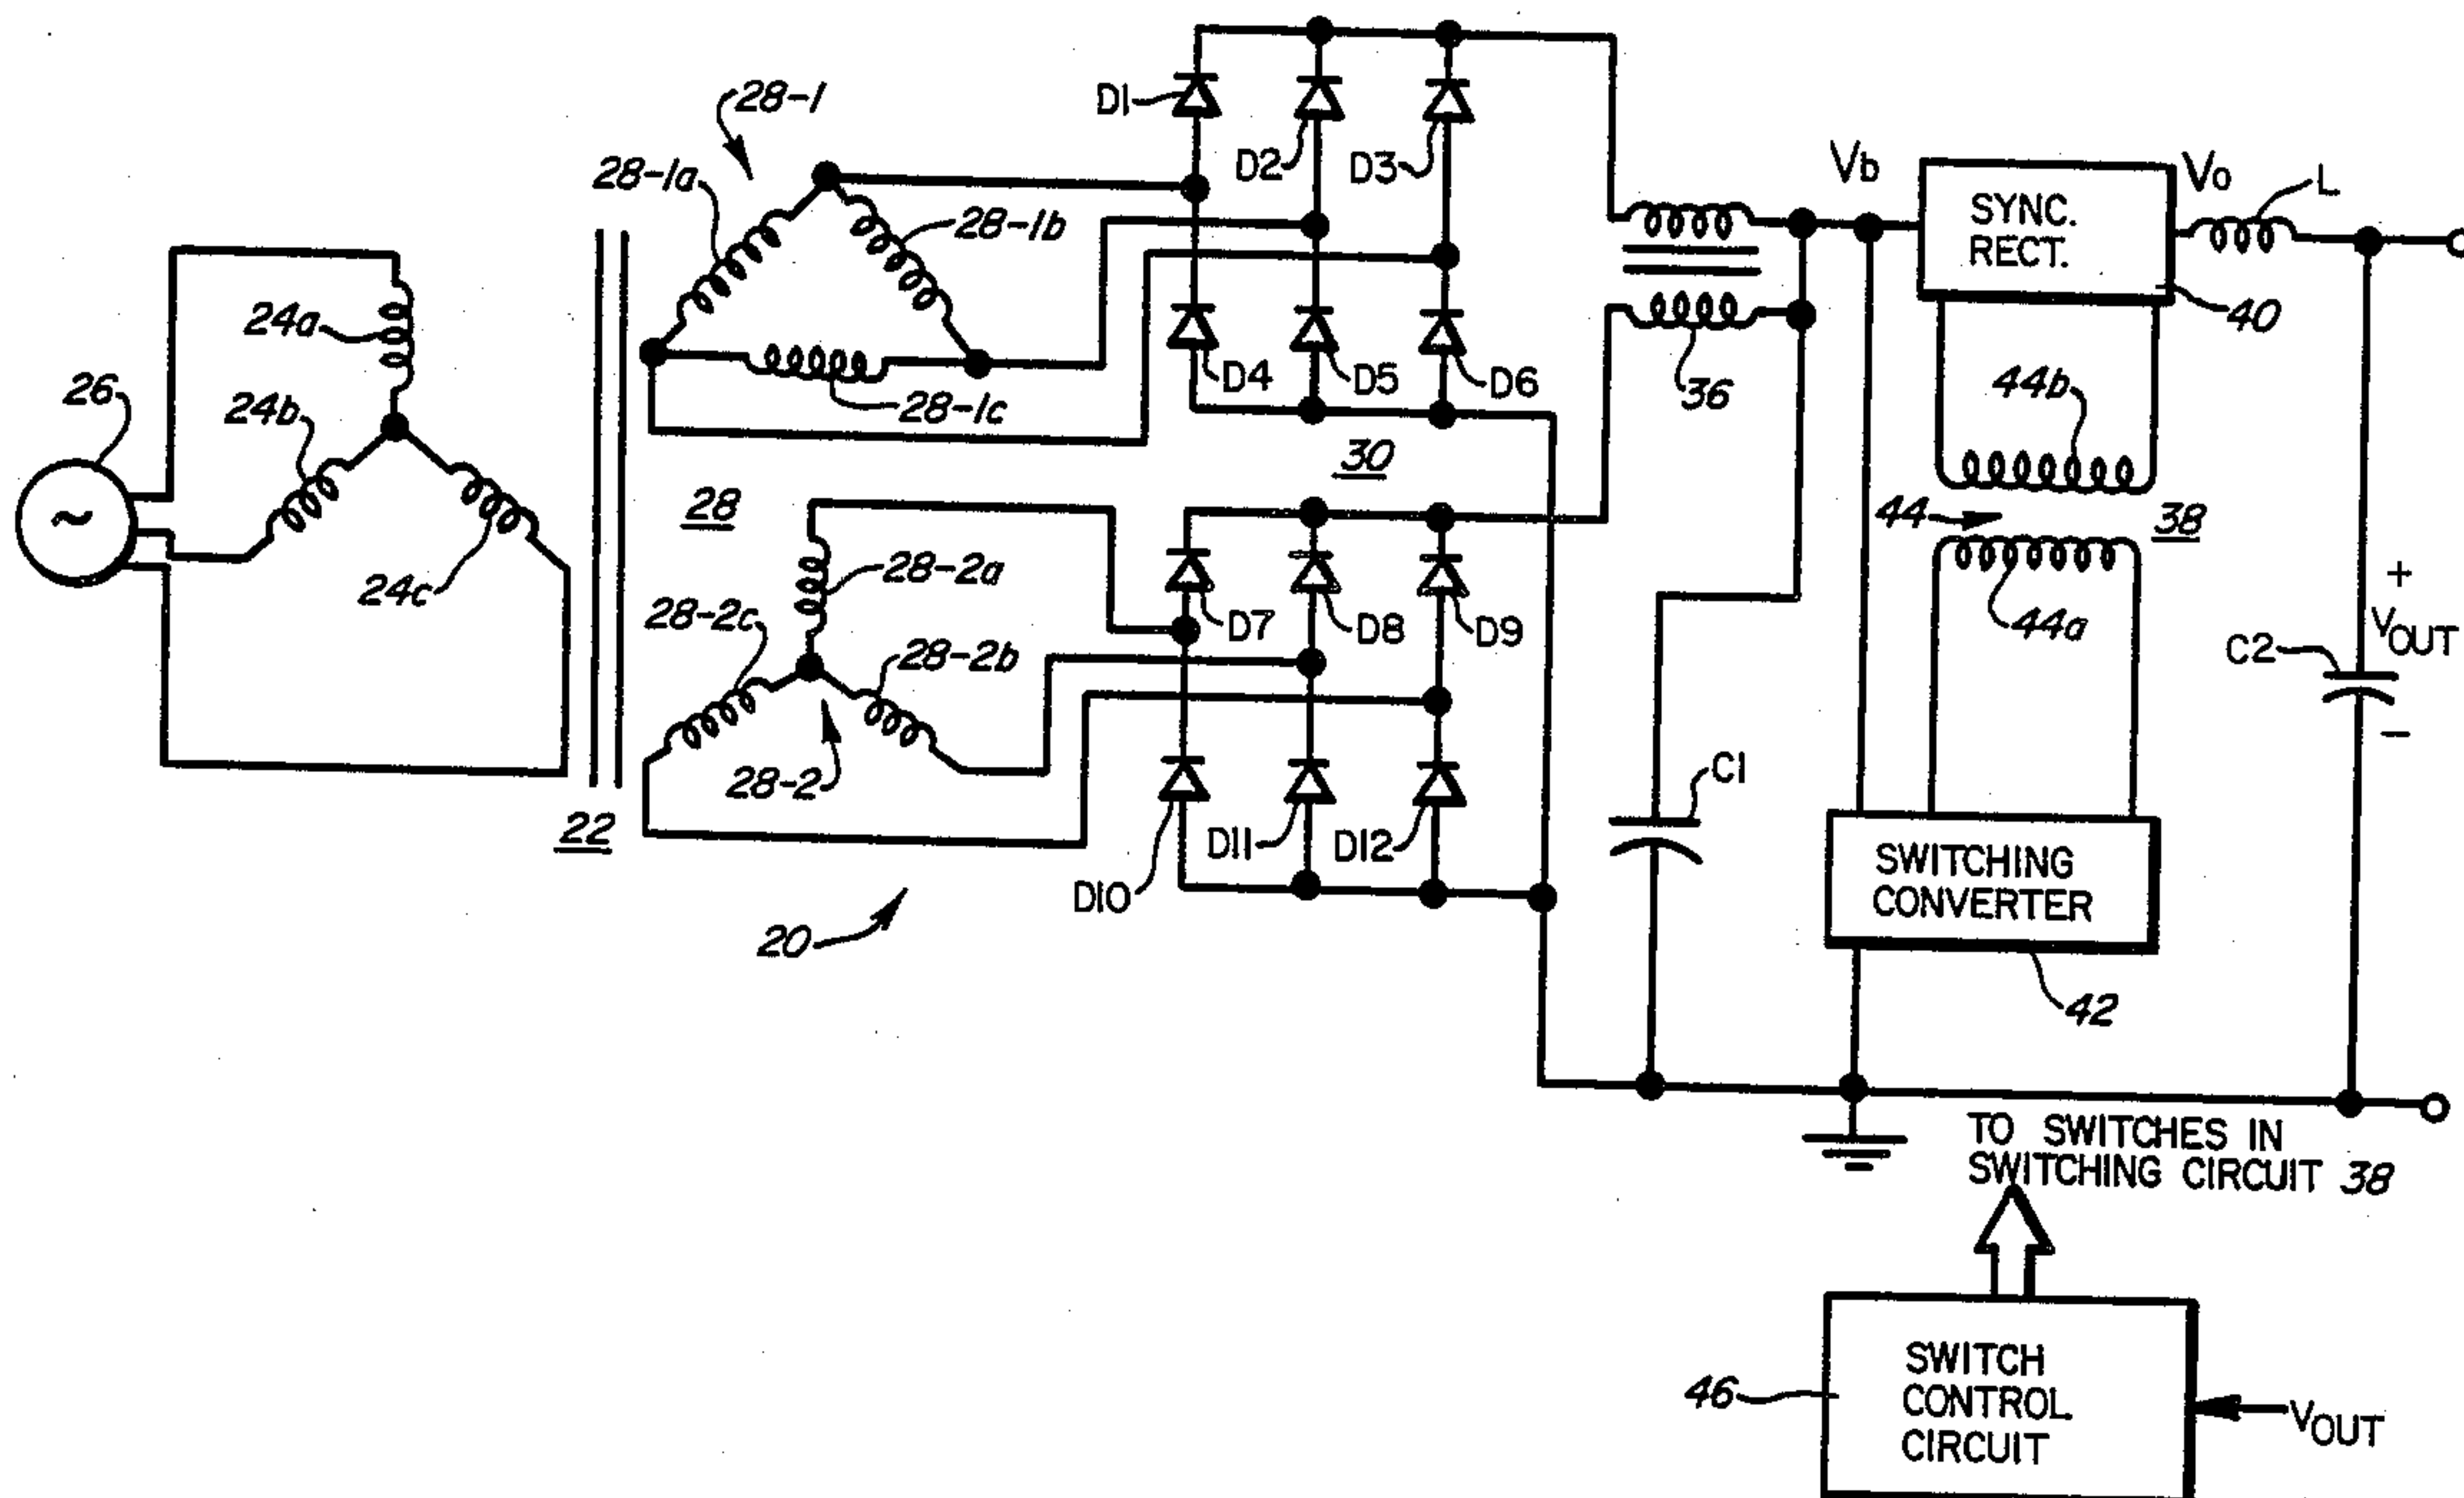 28-1
D1
D2
D3
28-1a
28-1b
Vb
SYNC.
RECT.
Vo
L
24a
40
26
24b
D4
D5
D6
36
44b
28-1c
30
28
44
38
24c
28-2a
28-2c
D7
D8
D9
44a
+
VOUT
C2
28-2b
28-2
C1
−
22
D10
D11
D12
SWITCHING
CONVERTER
20
42
TO SWITCHES IN
SWITCHING CIRCUIT 38
46
SWITCH
CONTROL
CIRCUIT
VOUT